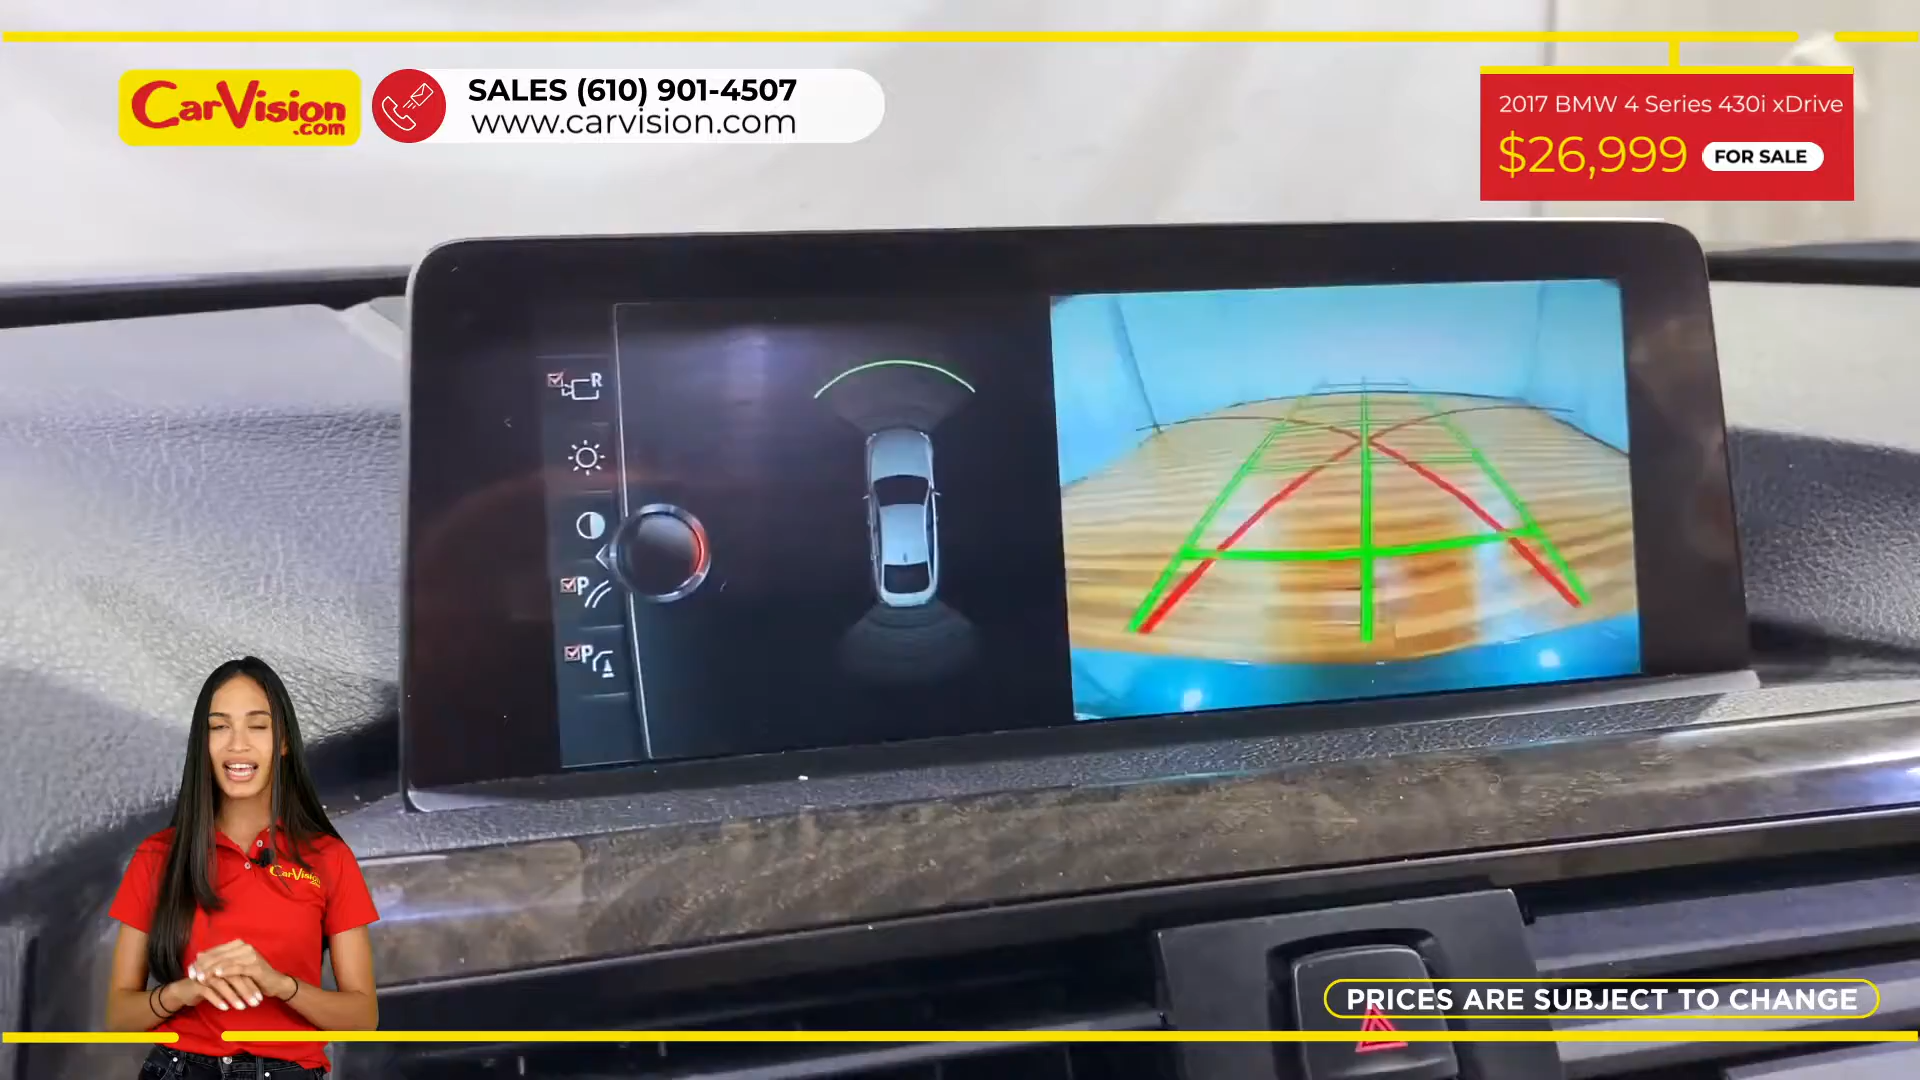 CarVision
.com
SALES (610) 901-4507
www.carvision.com
2017 BMW 4 Series 430i xDrive
$26,999
FOR SALE
R
P
P
CarVision
PRICES ARE SUBJECT TO CHANGE